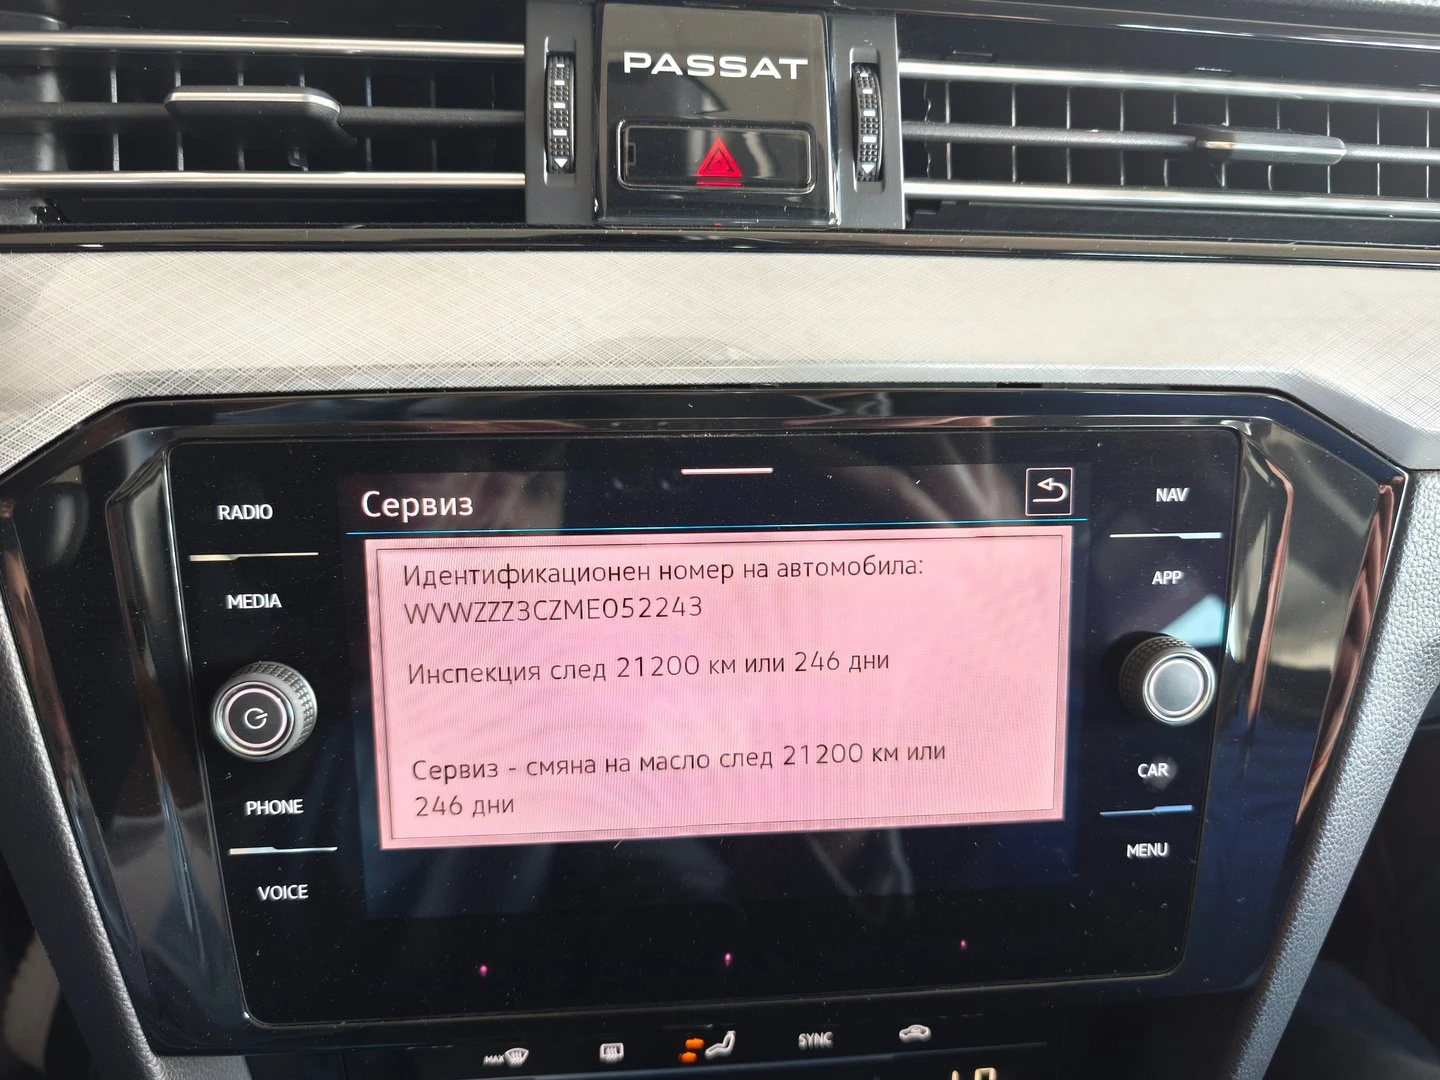 PASSAT
Сервиз
RADIO
MEDIA
PHONE
VOICE
Идентификационен номер на автомобила:
WVWZZZ3CZME052243
Инспекция след 21200 км или 246 дни
Сервиз - смяна на масло след 21200 км или
246 дни
NAV
APP
CAR
MENU
MAX
SYNC